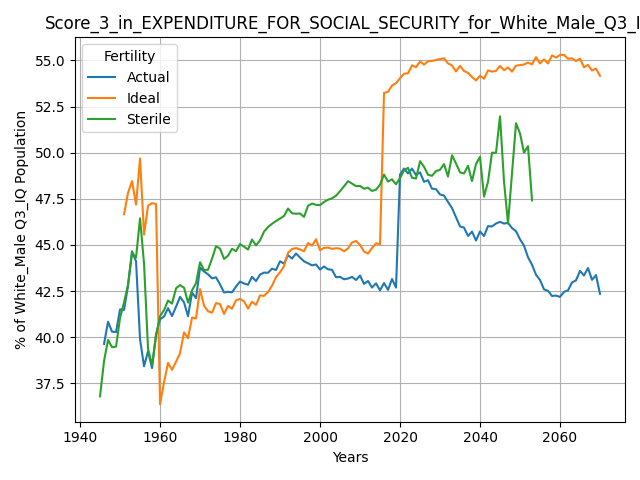 Score_3_in_EXPENDITURE_FOR_SOCIAL_SECURITY_for_White_Male_Q3_I
Fertility
Actual
Ideal
Sterile
% of White_Male Q3_IQ Population
55.0
52.5
50.0
47.5
45.0
42.5
40.0
37.5
1940
1960
1980
2000
2020
2040
2060
Years